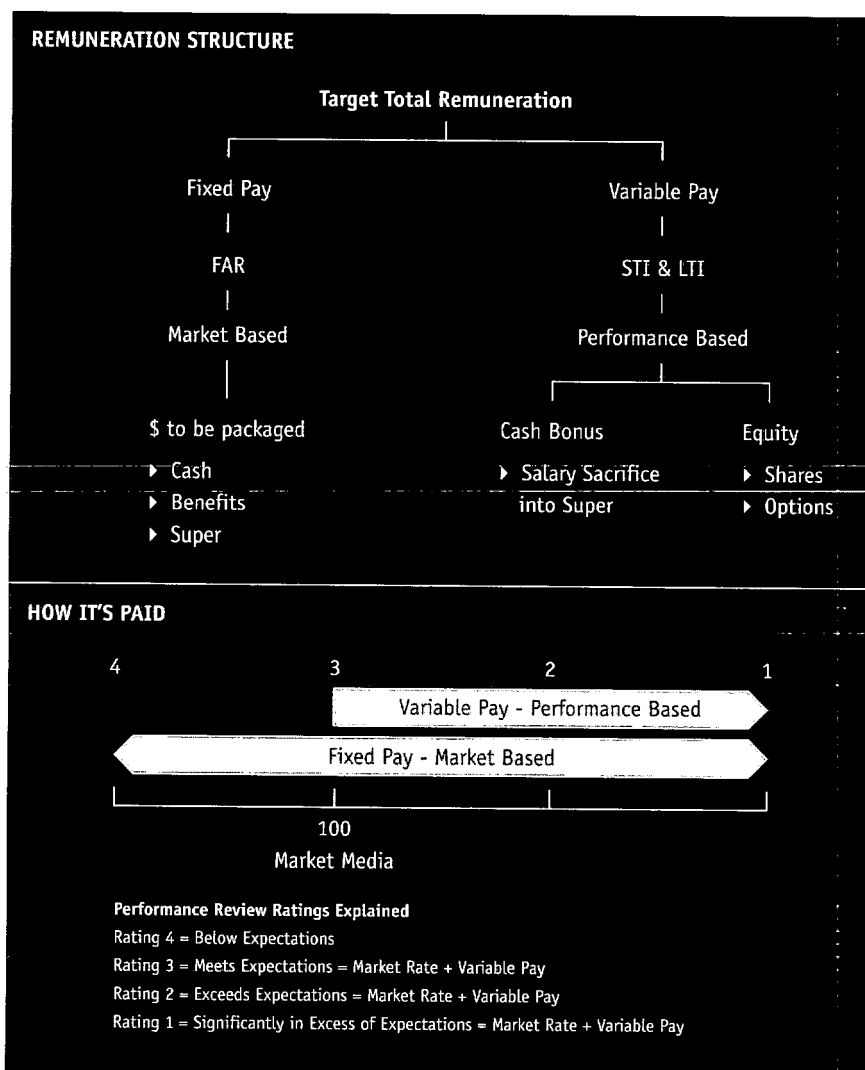 REMUNERATION STRUCTURE
Target Total Remuneration
Fixed Pay
Variable Pay
FAR
STI & LTI
Market Based
Performance Based
$ to be packaged
Cash Bonus
Equity
▸ Cash
▸ Salary Sacrifice
▸ Shares
▸ Benefits
into Super
▸ Options
▸ Super
HOW IT'S PAID
4 3 2 1
Variable Pay - Performance Based
Fixed Pay - Market Based
100
Market Media
Performance Review Ratings Explained
Rating 4 = Below Expectations
Rating 3 = Meets Expectations = Market Rate + Variable Pay
Rating 2 = Exceeds Expectations = Market Rate + Variable Pay
Rating 1 = Significantly in Excess of Expectations = Market Rate + Variable Pay